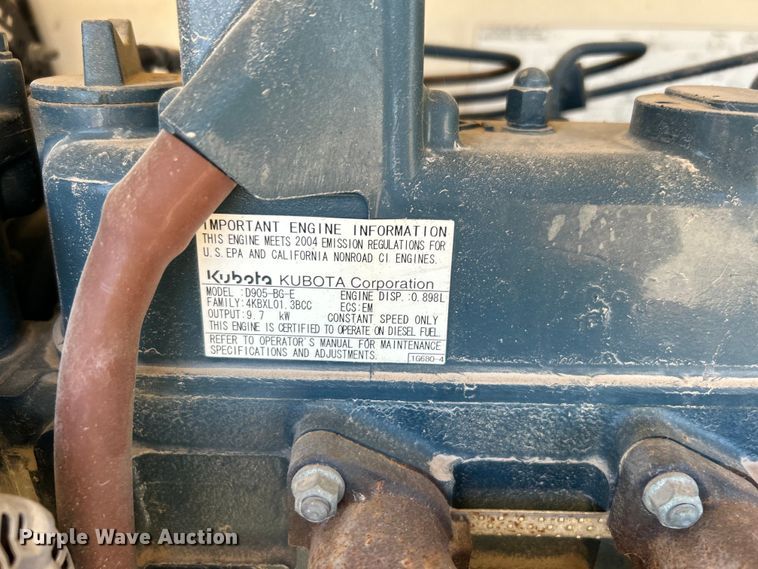 IMPORTANT ENGINE INFORMATION
THIS ENGINE MEETS 2004 EMISSION REGULATIONS FOR
U.S.EPA AND CALIFORNIA NONROAD CI ENGINES.
Kubota KUBOTA Corporation
MODEL :D905-BG-E ENGINE DISP.:0.898L
FAMILY:4KBXL01.3BCC ECS:EM
OUTPUT:9.7 kW CONSTANT SPEED ONLY
THIS ENGINE IS CERTIFIED TO OPERATE ON DIESEL FUEL.
REFER TO OPERATOR'S MANUAL FOR MAINTENANCE
SPECIFICATIONS AND ADJUSTMENTS. 1G680-4
Purple Wave Auction